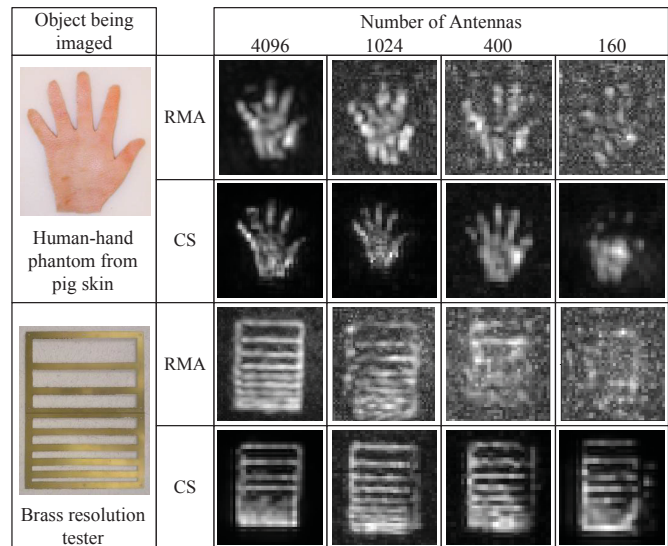 Object being
imaged
Number of Antennas
4096 1024 400 160
RMA
CS
Human-hand
phantom from
pig skin
RMA
CS
Brass resolution
tester